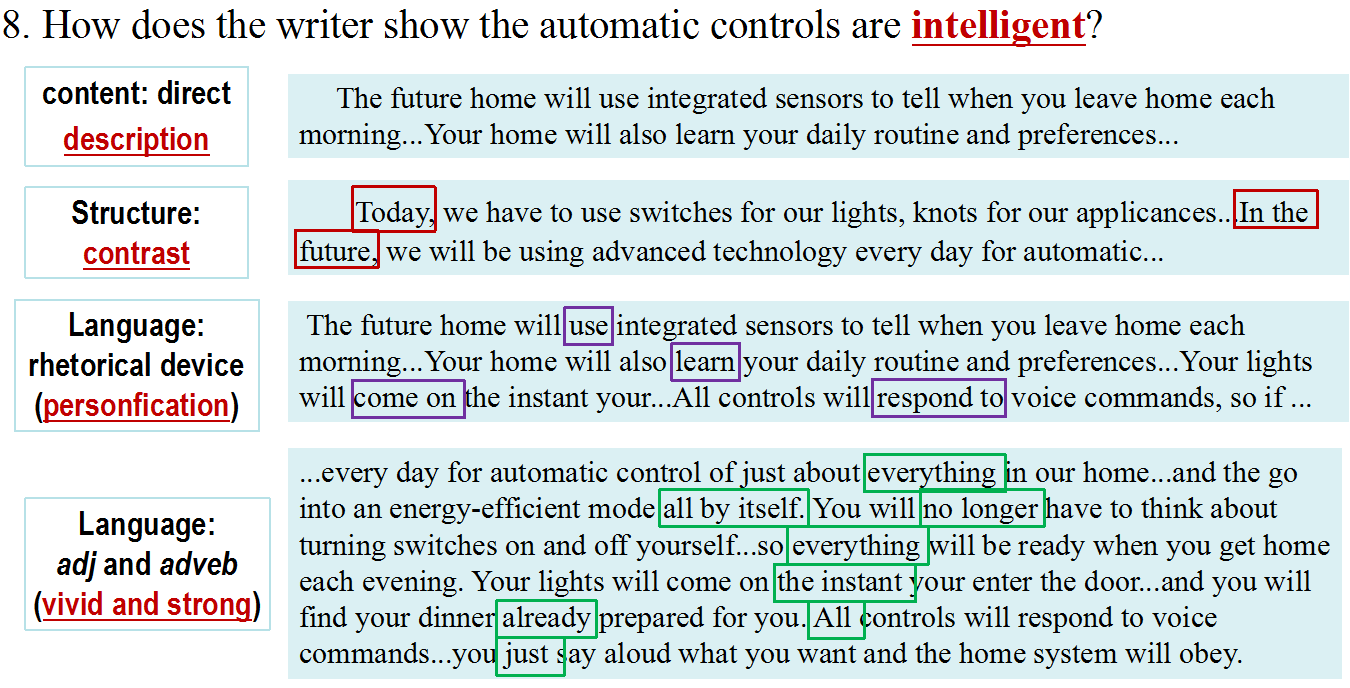 8. How does the writer show the automatic controls are intelligent?
content: direct
description
The future home will use integrated sensors to tell when you leave home each
morning...Your home will also learn your daily routine and preferences...
Structure:
contrast
Today, we have to use switches for our lights, knots for our applicances...In the
future, we will be using advanced technology every day for automatic...
Language:
rhetorical device
(personfication)
The future home will use integrated sensors to tell when you leave home each
morning...Your home will also learn your daily routine and preferences...Your lights
will come on the instant your...All controls will respond to voice commands, so if ...
Language:
adj and adveb
(vivid and strong)
...every day for automatic control of just about everything in our home...and the go
into an energy-efficient mode all by itself. You will no longer have to think about
turning switches on and off yourself...so everything will be ready when you get home
each evening. Your lights will come on the instant your enter the door...and you will
find your dinner already prepared for you. All controls will respond to voice
commands...you just say aloud what you want and the home system will obey.